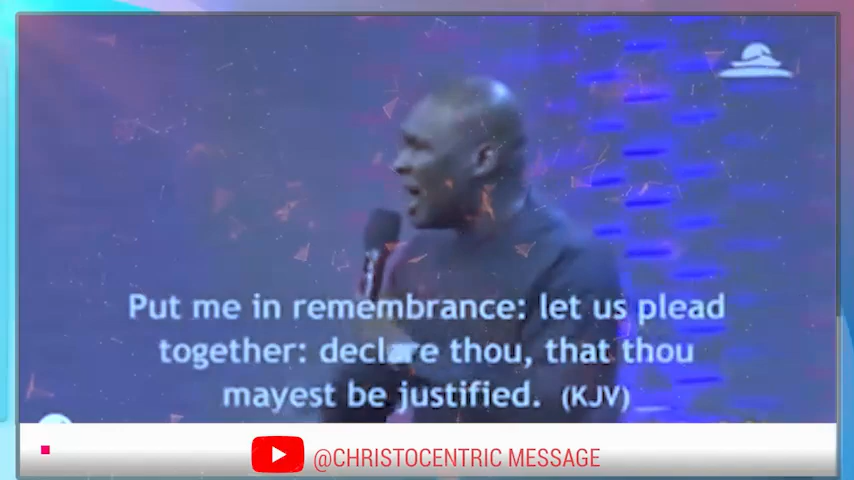 Put me in remembrance: let us plead
together: declare thou, that thou
mayest be justified. (KJV)
@CHRISTOCENTRIC MESSAGE